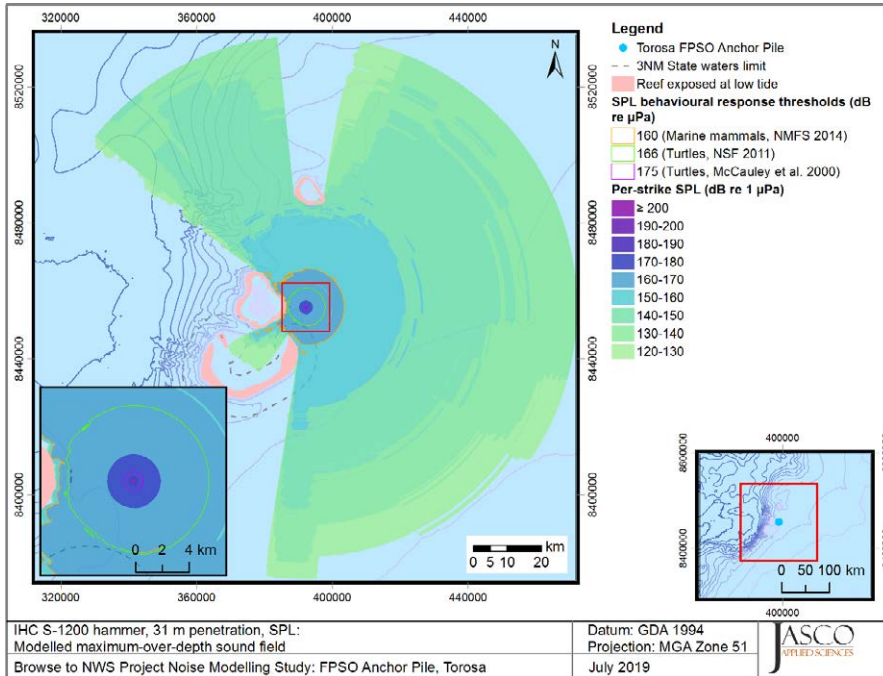 320000
360000
400000
440000
8520000
8480000
8440000
8400000
N
0 2 4 km
km
0 5 10 20
320000
360000
400000
440000
Legend
Torosa FPSO Anchor Pile
3NM State waters limit
Reef exposed at low tide
SPL behavioural response thresholds (dB
re µPa)
160 (Marine mammals, NMFS 2014)
166 (Turtles, NSF 2011)
175 (Turtles, McCauley et al. 2000)
Per-strike SPL (dB re 1 µPa)
≥ 200
190-200
180-190
170-180
160-170
150-160
140-150
130-140
120-130
400000
8600000
8400000
0 50 100 km
400000
IHC S-1200 hammer, 31 m penetration, SPL:
Modelled maximum-over-depth sound field
Browse to NWS Project Noise Modelling Study: FPSO Anchor Pile, Torosa
Datum: GDA 1994
Projection: MGA Zone 51
July 2019
JASCO
APPLIED SCIENCES